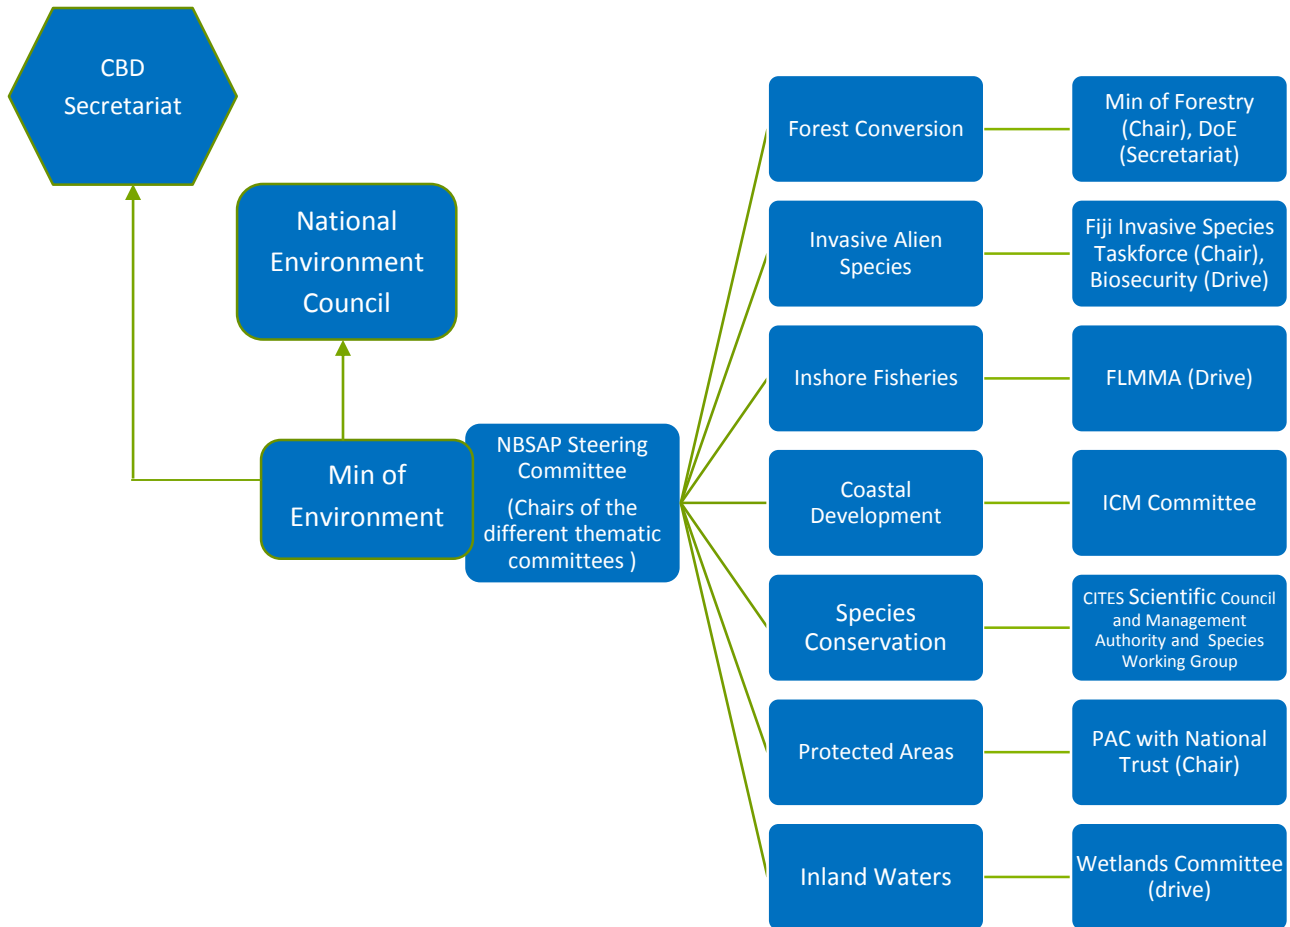 CBD
Secretariat
National
Environment
Council
Min of
Environment
NBSAP Steering
Committee
(Chairs of the
different thematic
committees )
Forest Conversion
Min of Forestry
(Chair), DoE
(Secretariat)
Invasive Alien
Species
Fiji Invasive Species
Taskforce (Chair),
Biosecurity (Drive)
Inshore Fisheries
FLMMA (Drive)
Coastal
Development
ICM Committee
Species
Conservation
CITES Scientific Council
and Management
Authority and Species
Working Group
Protected Areas
PAC with National
Trust (Chair)
Inland Waters
Wetlands Committee
(drive)